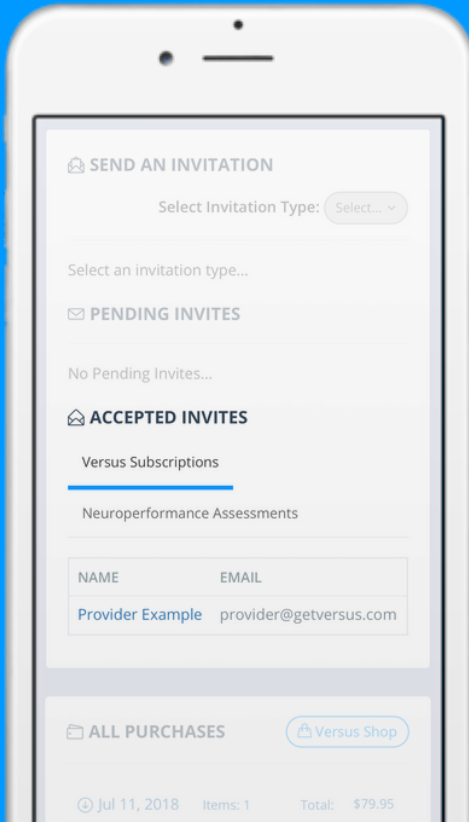 SEND AN INVITATION
Select Invitation Type: Select...
Select an invitation type...
PENDING INVITES
No Pending Invites...
ACCEPTED INVITES
Versus Subscriptions
Neuroperformance Assessments
NAME EMAIL
Provider Example provider@getversus.com
ALL PURCHASES Versus Shop
Jul 11, 2018 Items: 1 Total: $79.95